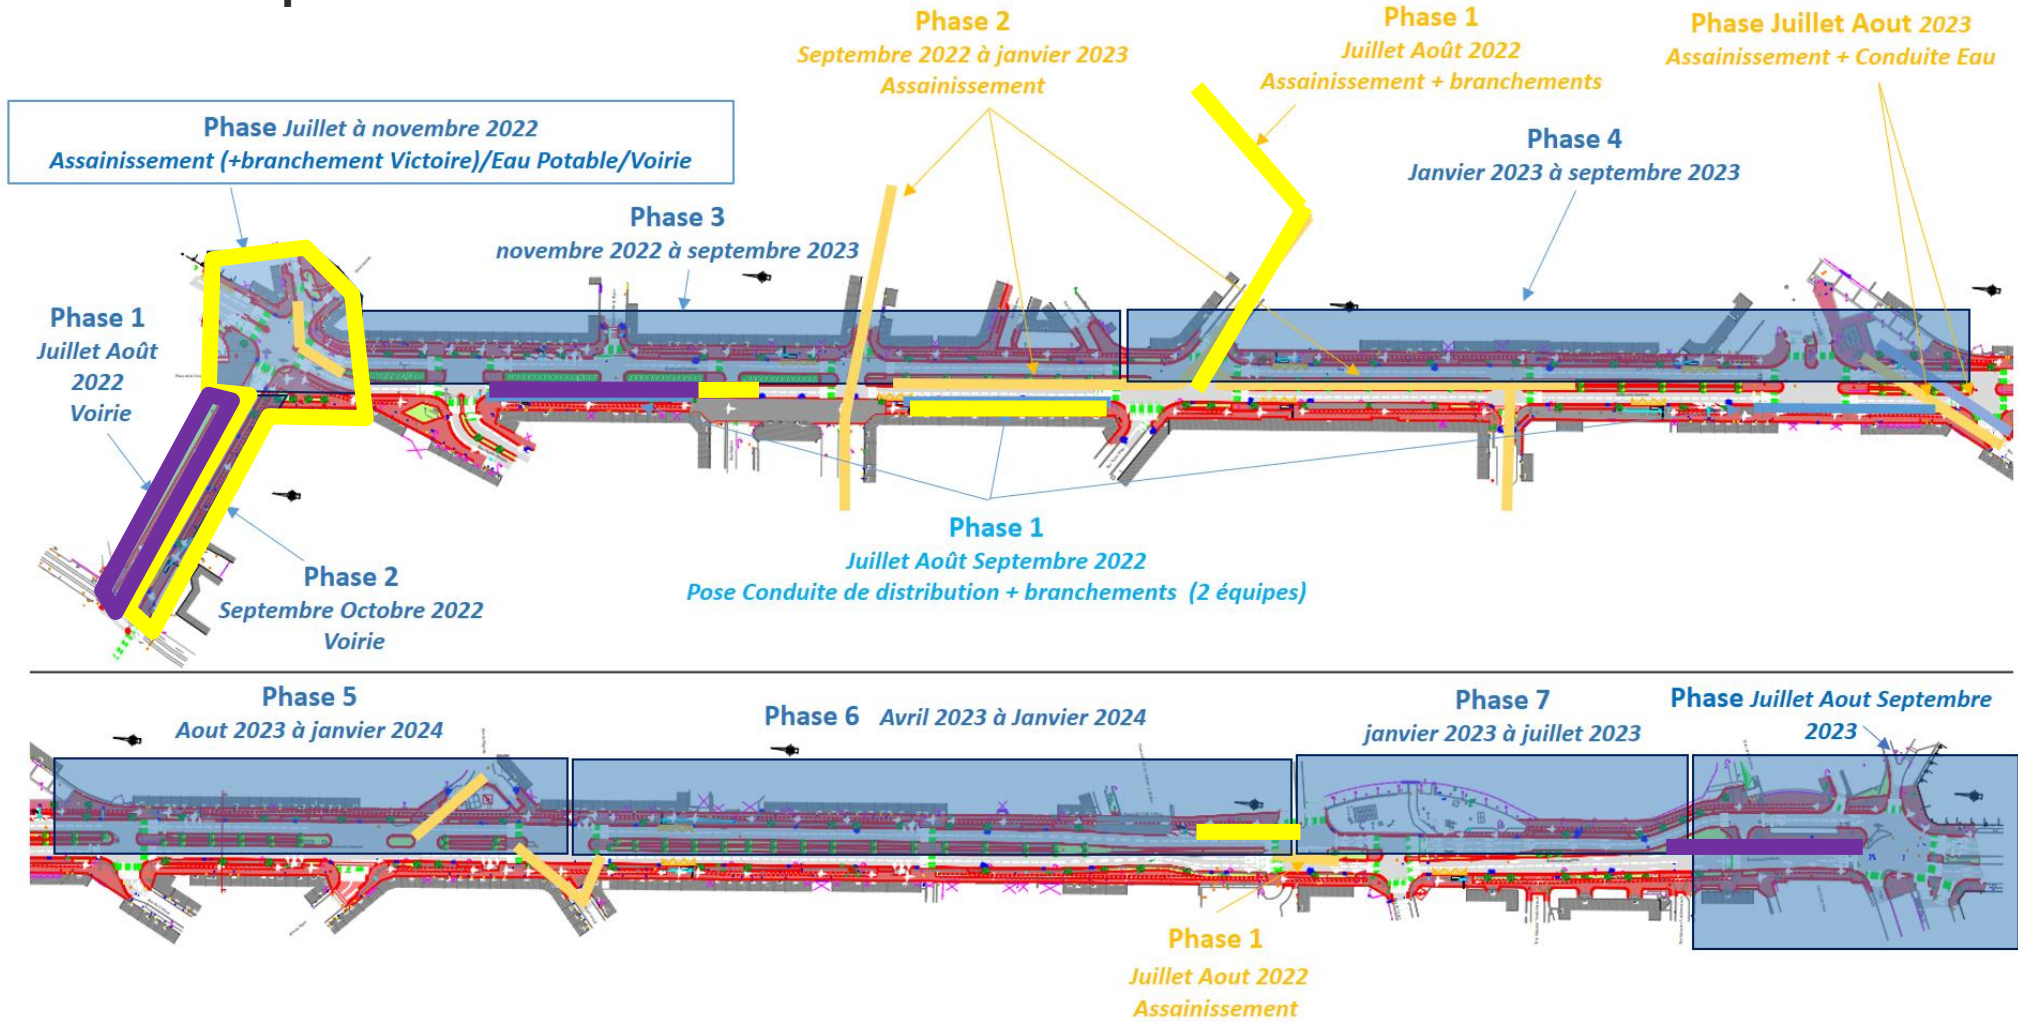 Phase 2
Septembre 2022 à janvier 2023
Assainissement
Phase 1
Juillet Août 2022
Assainissement + branchements
Phase Juillet Aout 2023
Assainissement + Conduite Eau
Phase Juillet à novembre 2022
Assainissement (+branchement Victoire)/Eau Potable/Voirie
Phase 4
Janvier 2023 à septembre 2023
Phase 3
novembre 2022 à septembre 2023
Phase 1
Juillet Août
2022
Voirie
Phase 1
Juillet Août Septembre 2022
Pose Conduite de distribution + branchements (2 équipes)
Phase 2
Septembre Octobre 2022
Voirie
Phase 5
Aout 2023 à janvier 2024
Phase 6 Avril 2023 à Janvier 2024
Phase 7
janvier 2023 à juillet 2023
Phase Juillet Aout Septembre
2023
Phase 1
Juillet Aout 2022
Assainissement